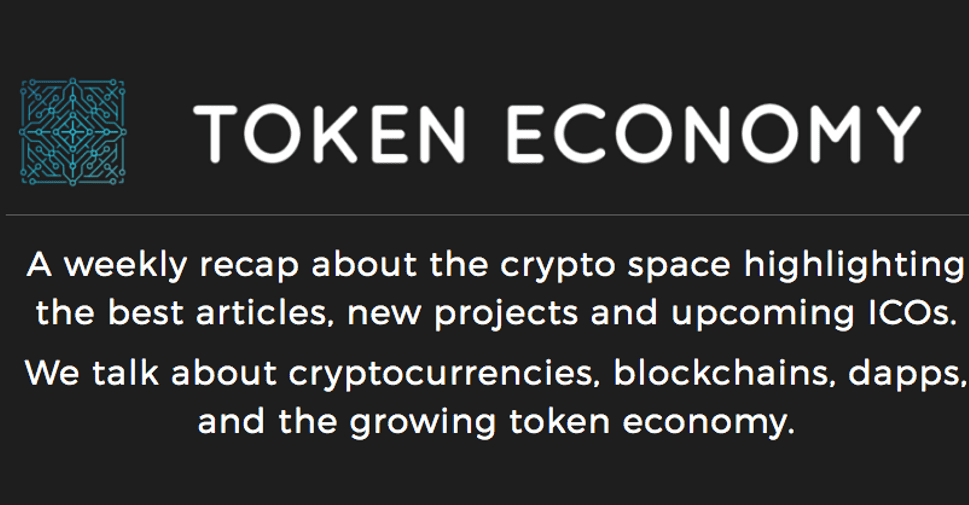 TOKEN ECONOMY
A weekly recap about the crypto space highlighting
the best articles, new projects and upcoming ICOs.
We talk about cryptocurrencies, blockchains, dapps,
and the growing token economy.